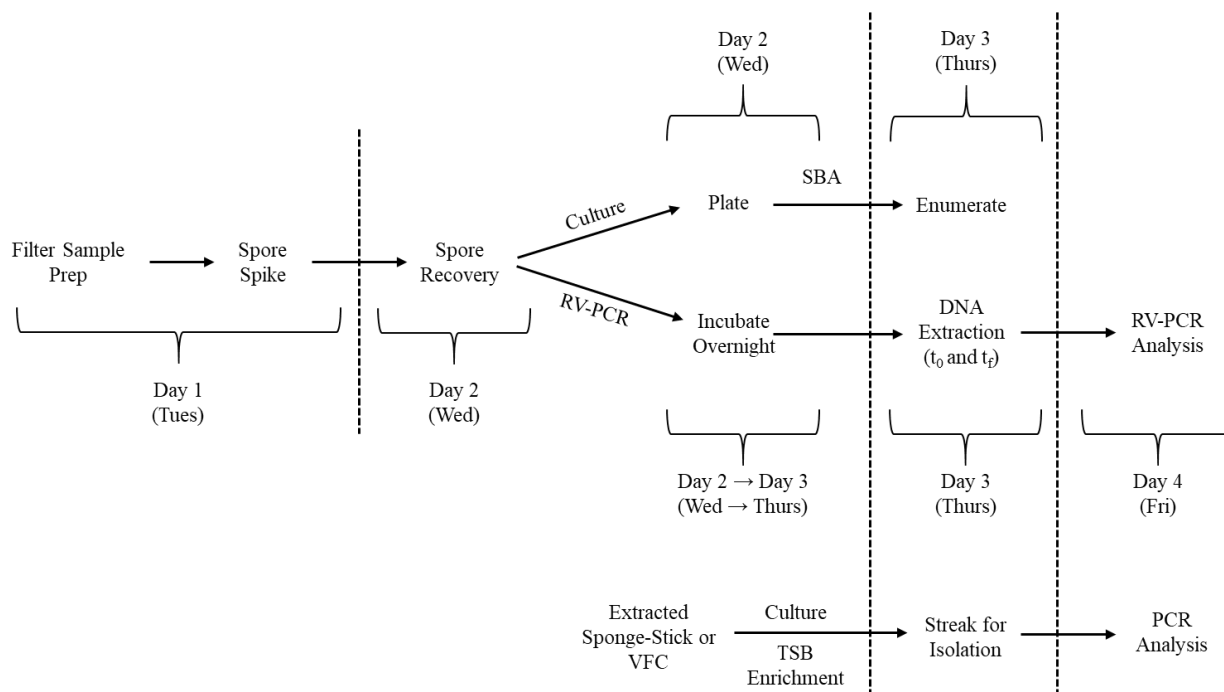 Day 2
(Wed)
Day 3
(Thurs)
Filter Sample
Prep
Spore
Spike
Spore
Recovery
Culture
RV-PCR
Plate
SBA
Enumerate
Incubate
Overnight
DNA
Extraction
(t₀ and t_f)
RV-PCR
Analysis
Day 1
(Tues)
Day 2
(Wed)
Day 2 → Day 3
(Wed → Thurs)
Day 3
(Thurs)
Day 4
(Fri)
Extracted
Sponge-Stick or
VFC
Culture
TSB
Enrichment
Streak for
Isolation
PCR
Analysis